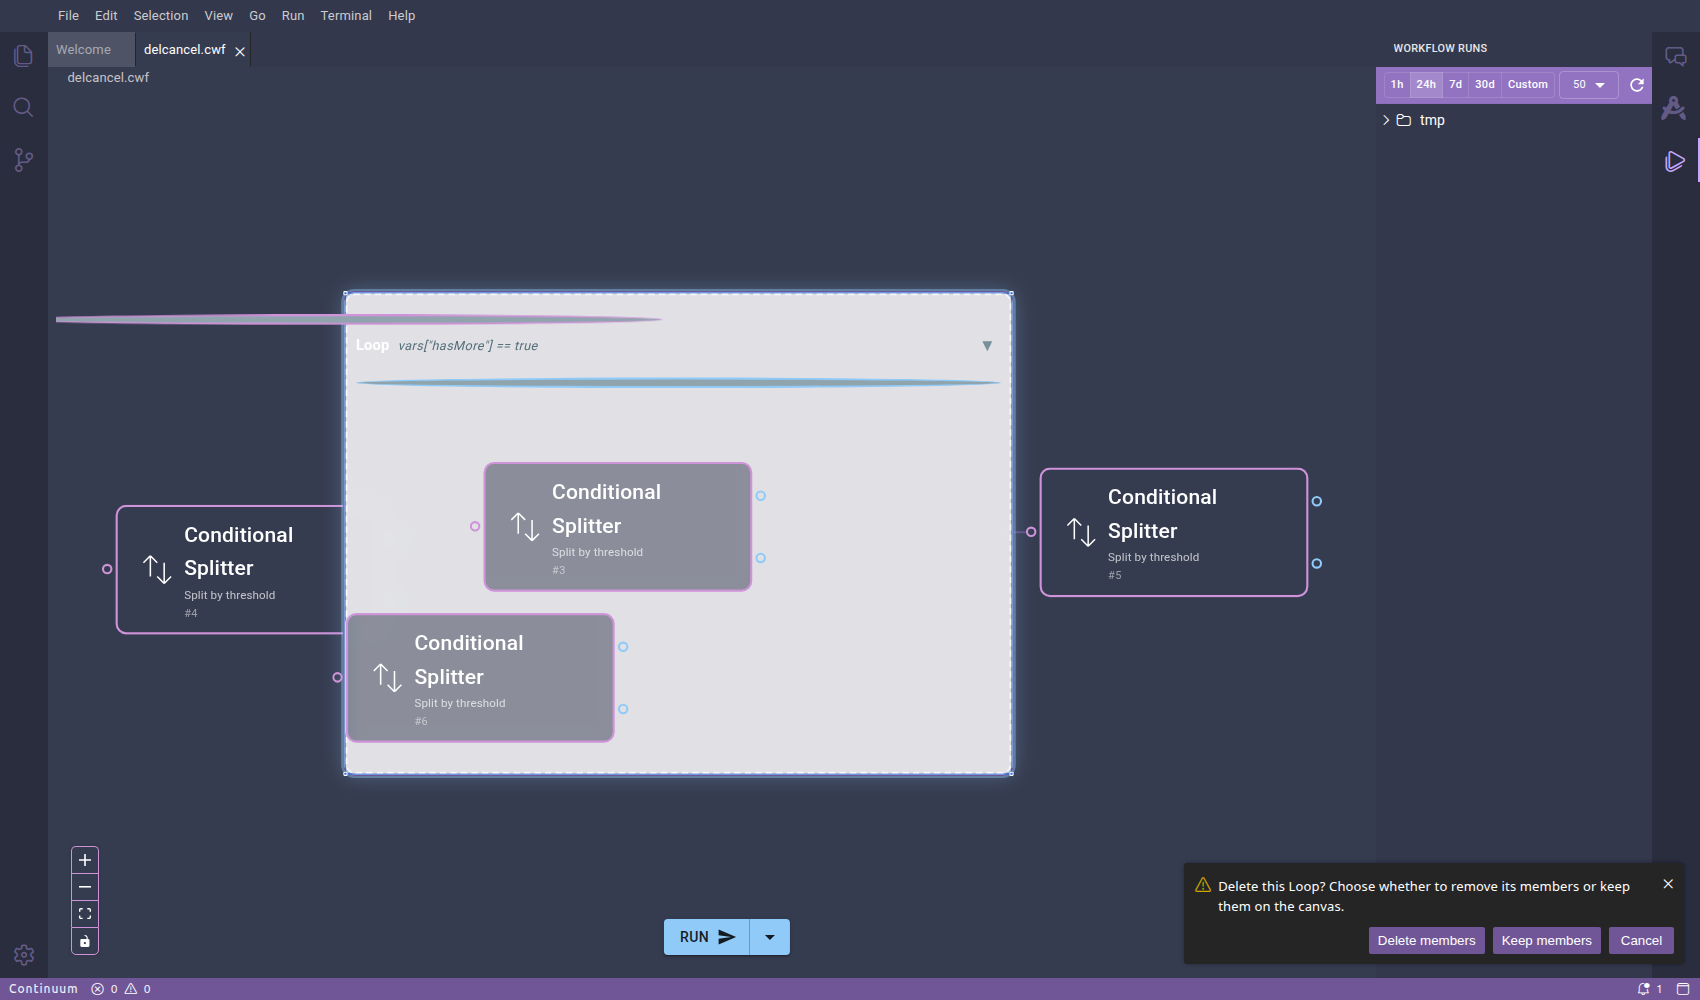 File Edit Selection View Go Run Terminal Help
Welcome
delcancel.cwf
WORKFLOW RUNS
delcancel.cwf
1h 24h 7d 30d Custom 50
tmp
Loop vars["hasMore"] == true
Conditional
Splitter
Split by threshold
#3
Conditional
Splitter
Split by threshold
#5
Conditional
Splitter
Split by threshold
#4
Conditional
Splitter
Split by threshold
#6
Delete this Loop? Choose whether to remove its members or keep
them on the canvas.
Delete members Keep members Cancel
RUN
Continuum 0 0 1